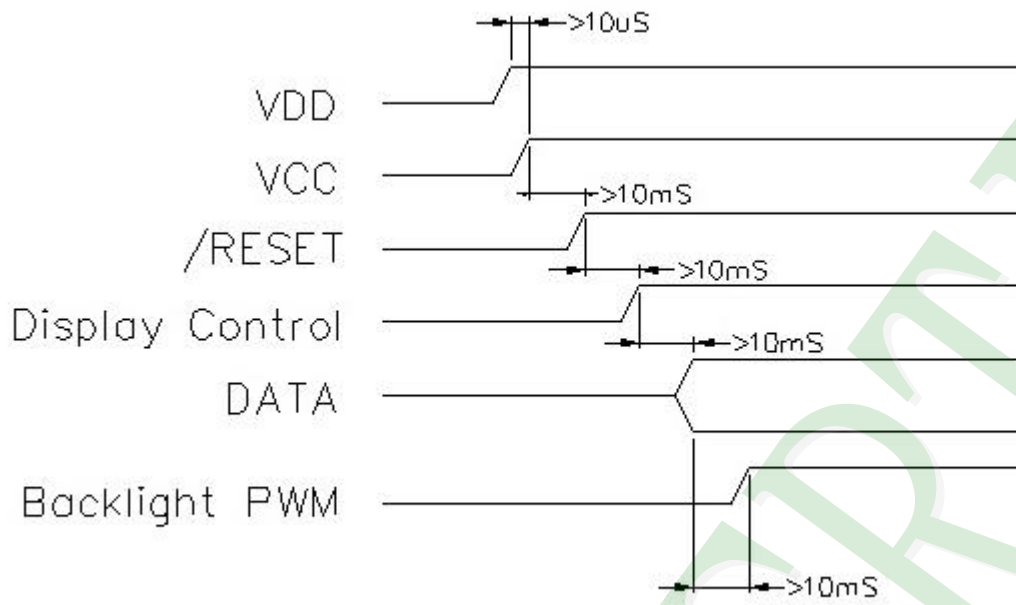 >10uS
VDD
VCC
>10mS
/RESET
>10mS
Display Control
>10mS
DATA
Backlight PWM
>10mS